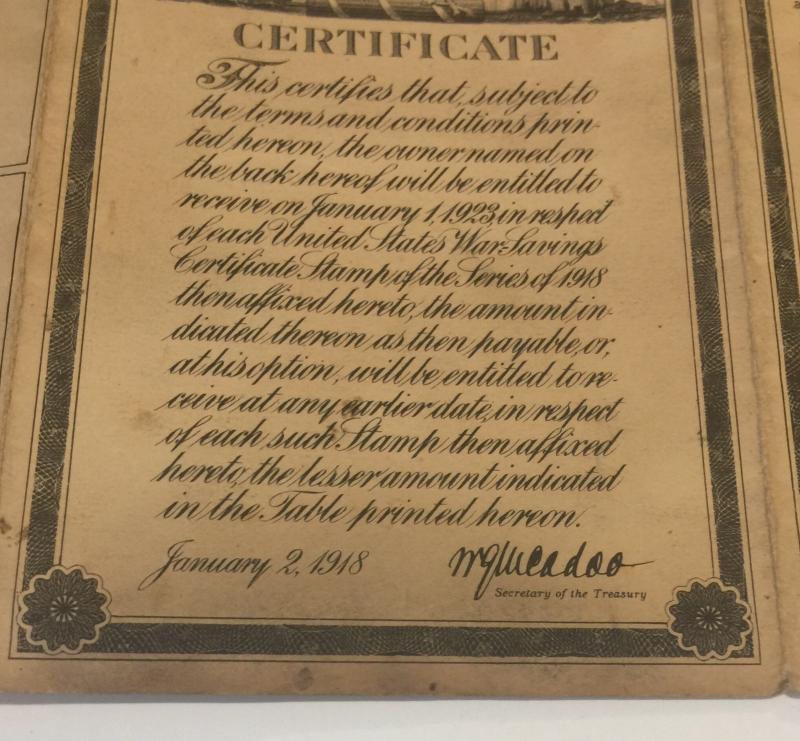 CERTIFICATE
This certifies that, subject to
the terms and conditions prin-
ted hereon, the owner named on
the back hereof will be entitled to
receive on January 1, 1923, in respect
of each United States War-Savings
Certificate Stamp of the Series of 1918
then affixed hereto, the amount in-
dicated thereon as then payable, or,
at his option, will be entitled to re-
ceive at any earlier date, in respect
of each such Stamp then affixed
hereto, the lesser amount indicated
in the Table printed hereon.
January 2, 1918
WGMcAdoo
Secretary of the Treasury